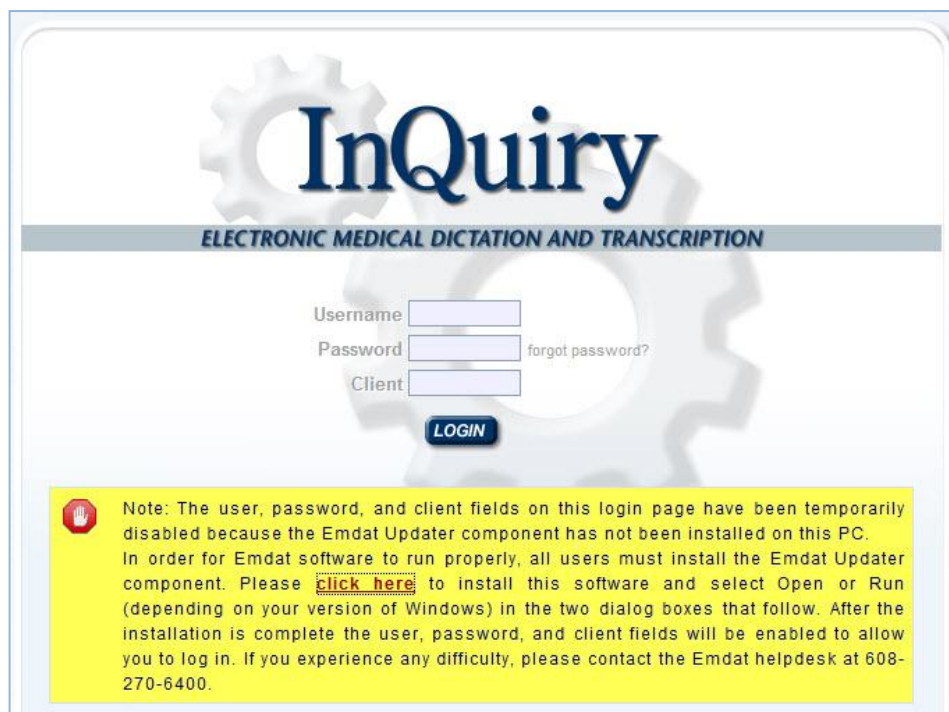 InQuiry
ELECTRONIC MEDICAL DICTATION AND TRANSCRIPTION
Username
Password forgot password?
Client
LOGIN
Note: The user, password, and client fields on this login page have been temporarily
disabled because the Emdat Updater component has not been installed on this PC.
In order for Emdat software to run properly, all users must install the Emdat Updater
component. Please click here to install this software and select Open or Run
(depending on your version of Windows) in the two dialog boxes that follow. After the
installation is complete the user, password, and client fields will be enabled to allow
you to log in. If you experience any difficulty, please contact the Emdat helpdesk at 608-
270-6400.